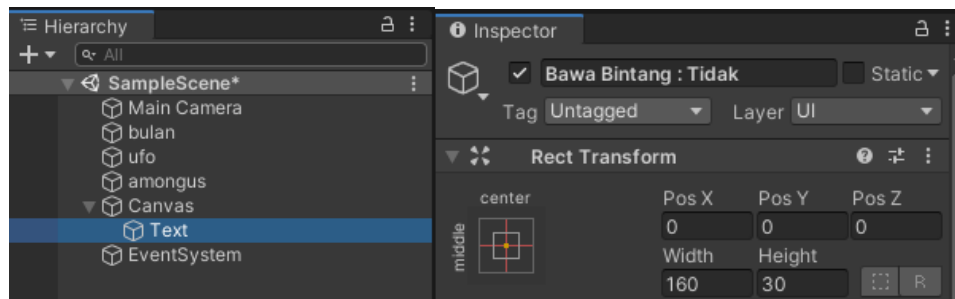 Hierarchy
All
SampleScene*
Main Camera
bulan
ufo
amongus
Canvas
Text
EventSystem
Inspector
Bawa Bintang : Tidak
Static
Tag Untagged Layer UI
Rect Transform
center
middle
Pos X Pos Y Pos Z
0 0 0
Width Height
160 30
R